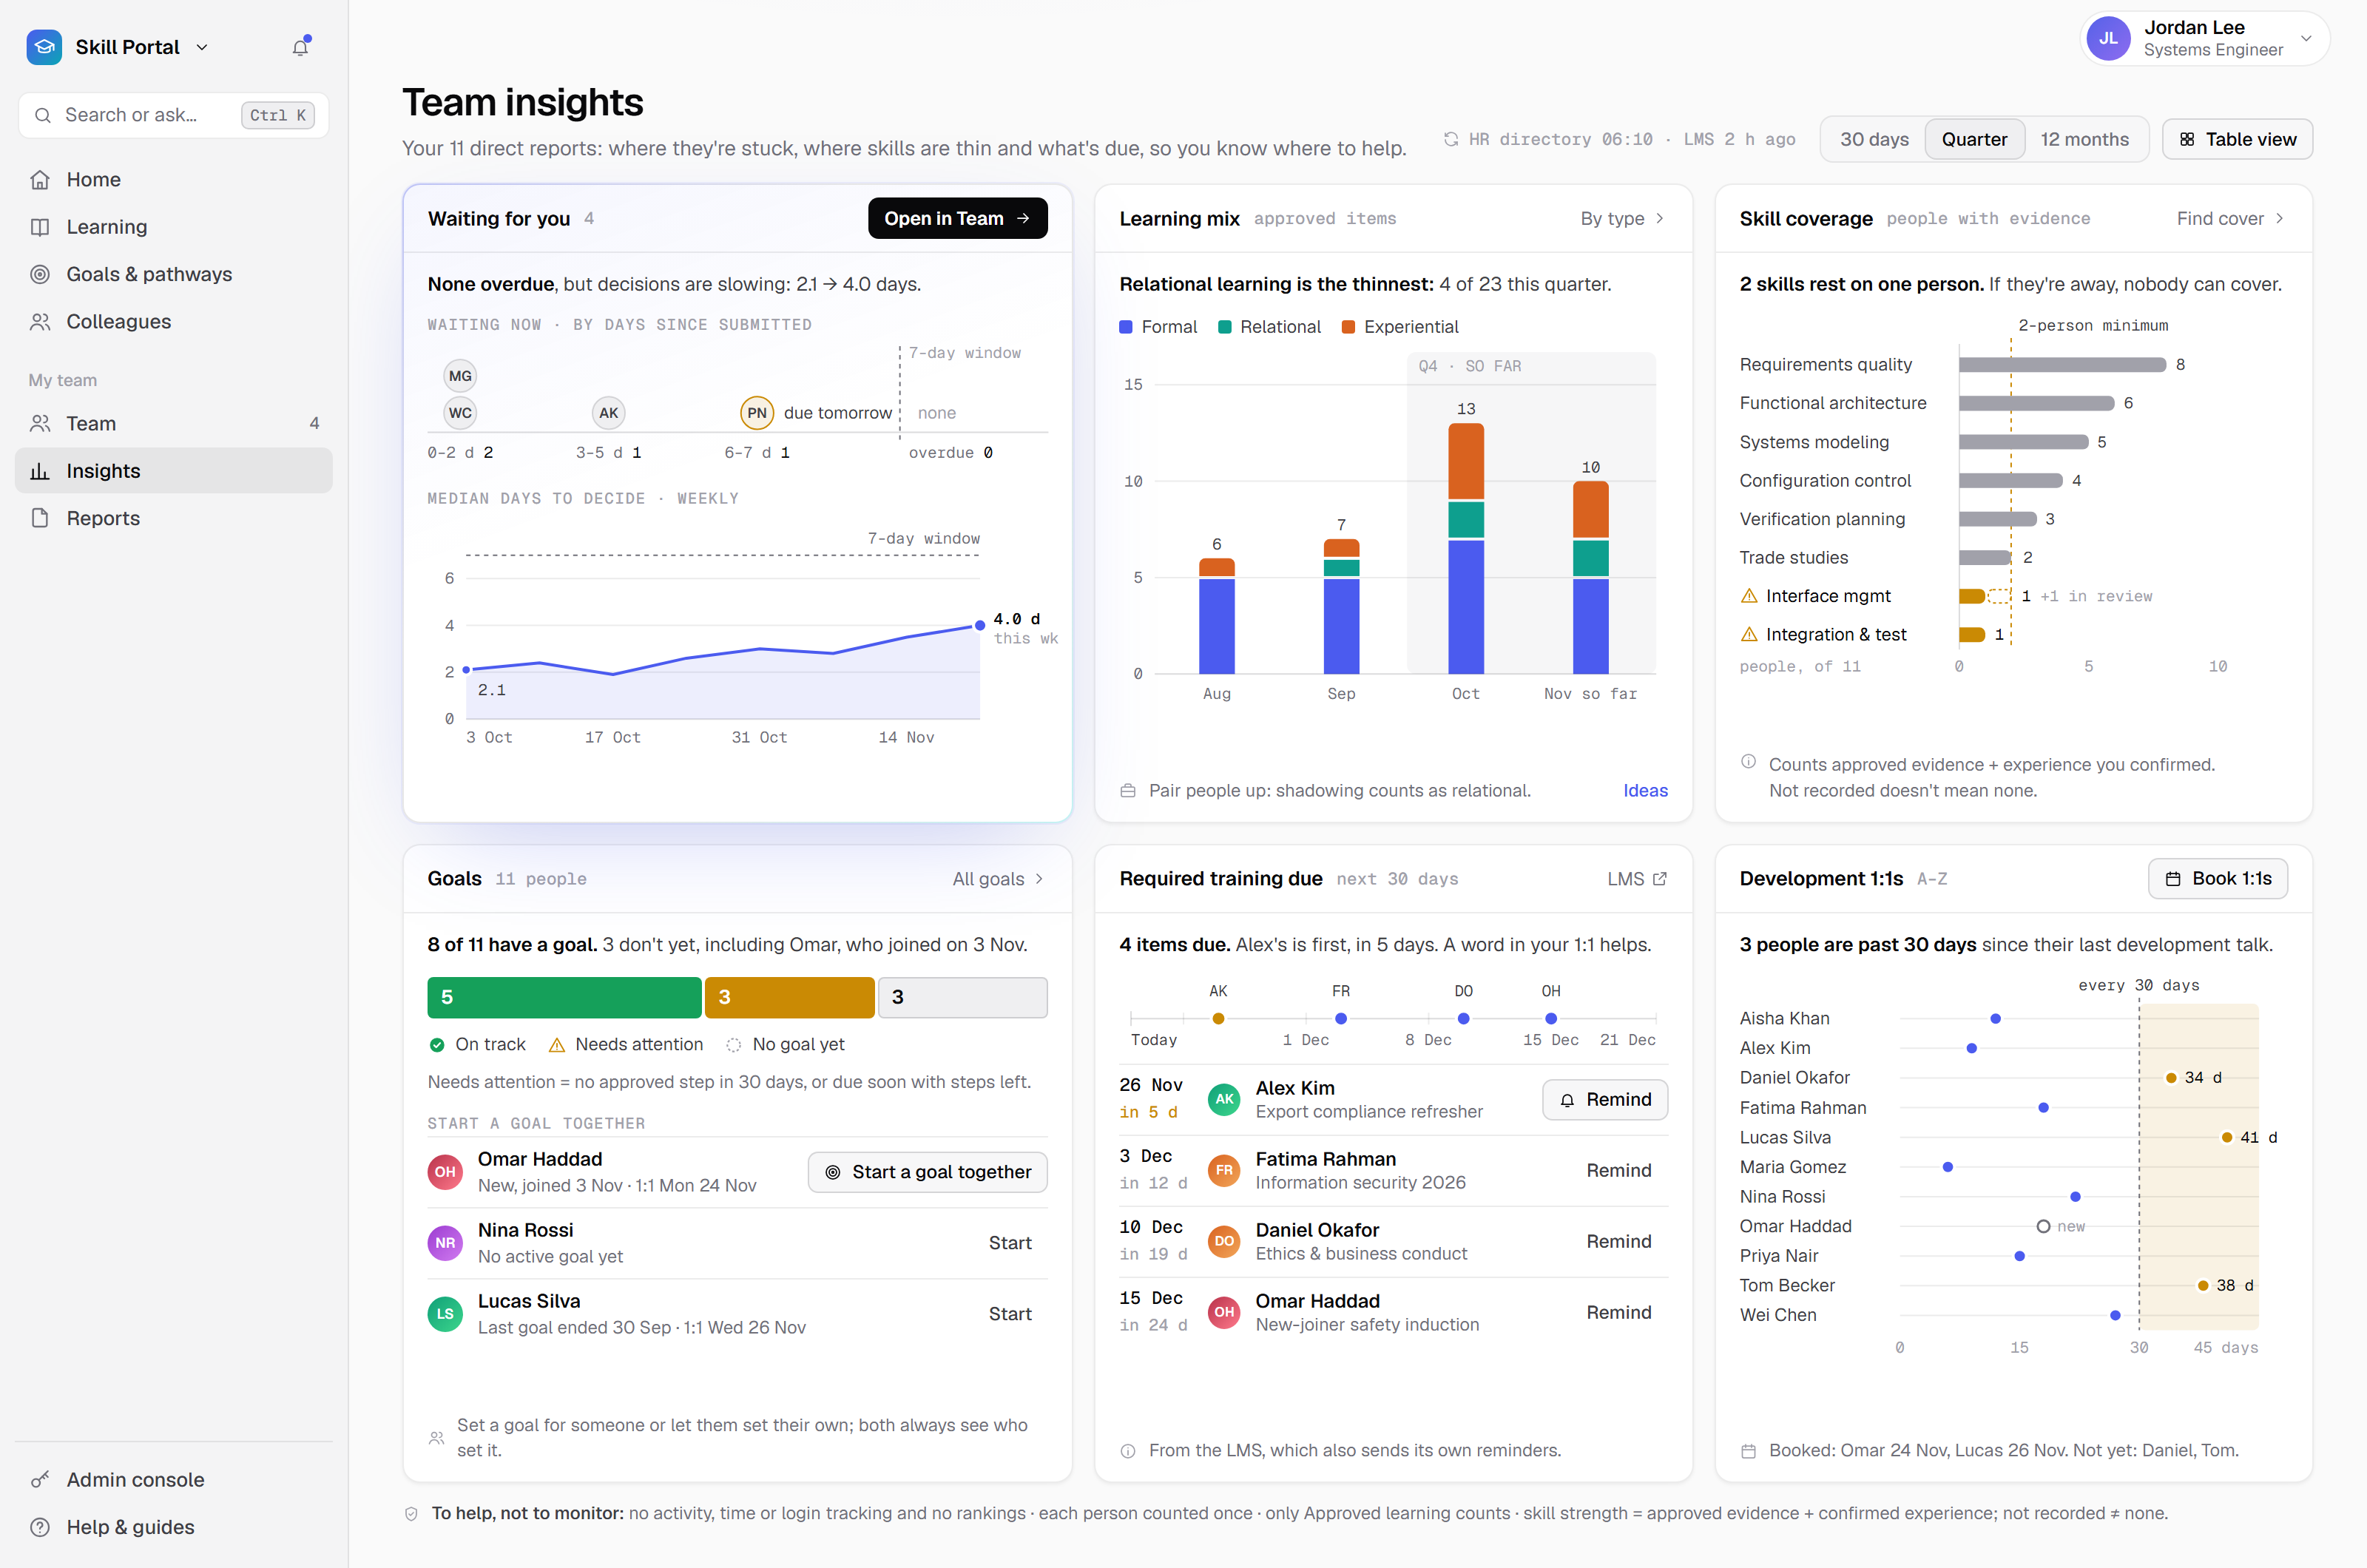 Skill Portal
Search or ask...
Ctrl K
Home
Learning
Goals & pathways
Colleagues
My team
Team 4
Insights
Reports
Admin console
Help & guides
JL
Jordan Lee
Systems Engineer
Team insights
Your 11 direct reports: where they're stuck, where skills are thin and what's due, so you know where to help.
HR directory 06:10 · LMS 2 h ago
30 days
Quarter
12 months
Table view
Waiting for you 4
Open in Team →
None overdue, but decisions are slowing: 2.1 → 4.0 days.
WAITING NOW · BY DAYS SINCE SUBMITTED
7-day window
MG
WC
AK
PN due tomorrow
none
0-2 d 2
3-5 d 1
6-7 d 1
overdue 0
MEDIAN DAYS TO DECIDE · WEEKLY
7-day window
6
4
2
0
2.1
4.0 d
this wk
3 Oct
17 Oct
31 Oct
14 Nov
Learning mix approved items
By type
Relational learning is the thinnest: 4 of 23 this quarter.
Formal
Relational
Experiential
Q4 · SO FAR
15
10
5
0
6
7
13
10
Aug
Sep
Oct
Nov so far
Pair people up: shadowing counts as relational.
Ideas
Skill coverage people with evidence
Find cover
2 skills rest on one person. If they're away, nobody can cover.
2-person minimum
Requirements quality 8
Functional architecture 6
Systems modeling 5
Configuration control 4
Verification planning 3
Trade studies 2
Interface mgmt 1 +1 in review
Integration & test 1
people, of 11
0
5
10
Counts approved evidence + experience you confirmed.
Not recorded doesn't mean none.
Goals 11 people
All goals
8 of 11 have a goal. 3 don't yet, including Omar, who joined on 3 Nov.
5
3
3
On track
Needs attention
No goal yet
Needs attention = no approved step in 30 days, or due soon with steps left.
START A GOAL TOGETHER
OH
Omar Haddad
New, joined 3 Nov · 1:1 Mon 24 Nov
Start a goal together
NR
Nina Rossi
No active goal yet
Start
LS
Lucas Silva
Last goal ended 30 Sep · 1:1 Wed 26 Nov
Start
Set a goal for someone or let them set their own; both always see who
set it.
Required training due next 30 days
LMS
4 items due. Alex's is first, in 5 days. A word in your 1:1 helps.
AK
FR
DO
OH
Today
1 Dec
8 Dec
15 Dec
21 Dec
26 Nov
in 5 d
AK
Alex Kim
Export compliance refresher
Remind
3 Dec
in 12 d
FR
Fatima Rahman
Information security 2026
Remind
10 Dec
in 19 d
DO
Daniel Okafor
Ethics & business conduct
Remind
15 Dec
in 24 d
OH
Omar Haddad
New-joiner safety induction
Remind
From the LMS, which also sends its own reminders.
Development 1:1s A-Z
Book 1:1s
3 people are past 30 days since their last development talk.
every 30 days
Aisha Khan
Alex Kim
Daniel Okafor 34 d
Fatima Rahman
Lucas Silva 41 d
Maria Gomez
Nina Rossi
Omar Haddad new
Priya Nair
Tom Becker 38 d
Wei Chen
0
15
30
45 days
Booked: Omar 24 Nov, Lucas 26 Nov. Not yet: Daniel, Tom.
To help, not to monitor: no activity, time or login tracking and no rankings · each person counted once · only Approved learning counts · skill strength = approved evidence + confirmed experience; not recorded ≠ none.